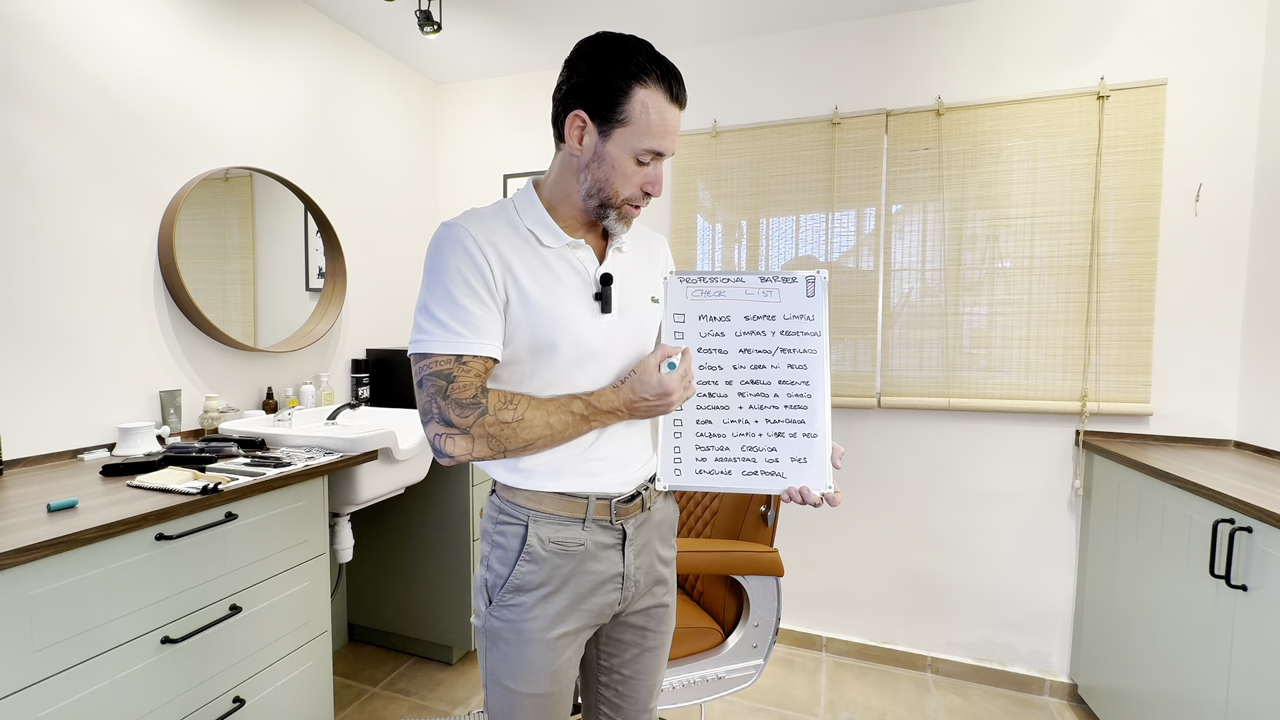 PROFESSIONAL BARBER
CHECK LIST
MANOS SIEMPRE LIMPIAS
UÑAS LIMPIAS Y RECORTADAS
ROSTRO AFEITADO/PERFILADO
OÍDOS SIN CERA NI PELOS
CORTE DE CABELLO RECIENTE
CABELLO PEINADO A DIARIO
DUCHADO + ALIENTO FRESCO
ROPA LIMPIA + PLANCHADA
CALZADO LIMPIO + LIBRE DE PELO
POSTURA ERGUIDA
NO ARRASTRAR LOS PIES
LENGUAJE CORPORAL
DOCTOR
THE